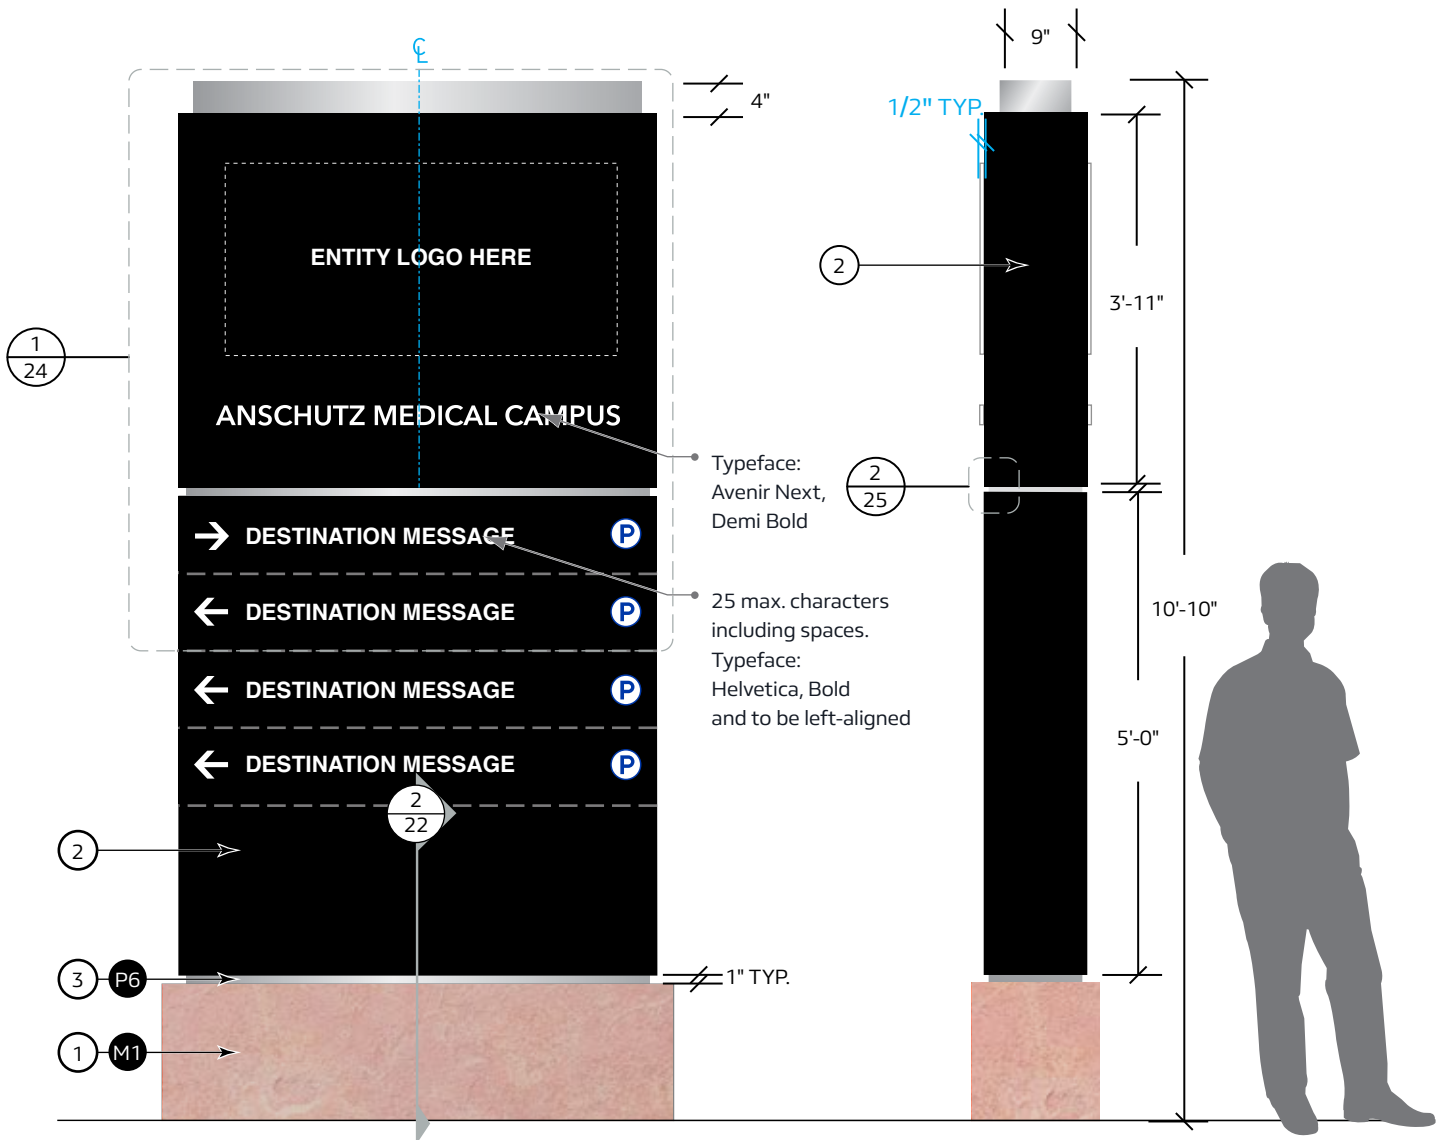 ℄
9"
4"
1/2" TYP.
ENTITY LOGO HERE
2
3'-11"
1
24
ANSCHUTZ MEDICAL CAMPUS
Typeface:
Avenir Next,
Demi Bold
2
25
DESTINATION MESSAGE P
25 max. characters
including spaces.
Typeface:
Helvetica, Bold
and to be left-aligned
10'-10"
DESTINATION MESSAGE P
DESTINATION MESSAGE P
5'-0"
DESTINATION MESSAGE P
2
22
2
3 P6
1" TYP.
1 M1